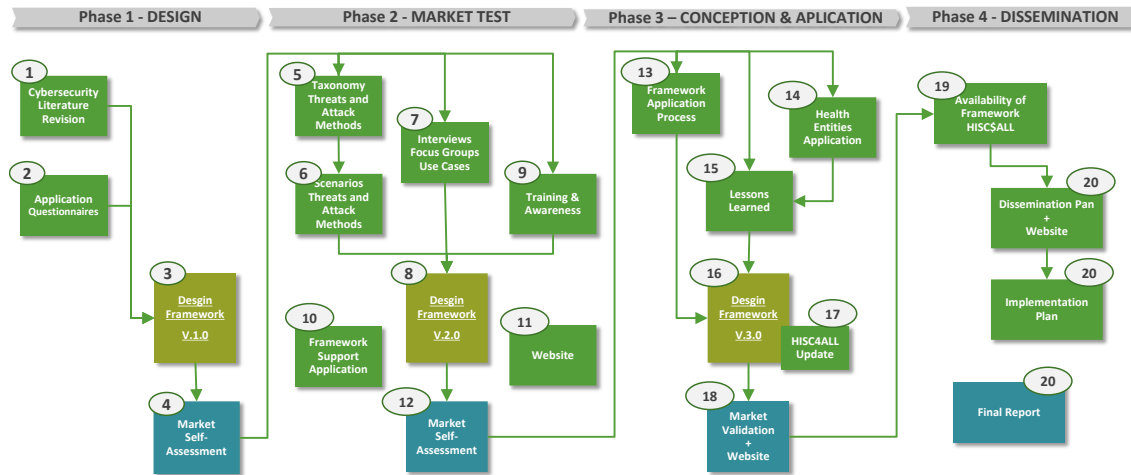 Phase 1 - DESIGN
Phase 2 - MARKET TEST
Phase 3 – CONCEPTION & APLICATION
Phase 4 - DISSEMINATION
1
Cybersecurity
Literature
Revision
2
Application
Questionnaires
3
Desgin
Framework
V.1.0
4
Market
Self-
Assessment
5
Taxonomy
Threats and
Attack
Methods
6
Scenarios
Threats and
Attack
Methods
7
Interviews
Focus Groups
Use Cases
9
Training &
Awareness
8
Desgin
Framework
V.2.0
10
Framework
Support
Application
11
Website
12
Market
Self-
Assessment
13
Framework
Application
Process
14
Health
Entities
Application
15
Lessons
Learned
16
Desgin
Framework
V.3.0
17
HISC4ALL
Update
18
Market
Validation
+
Website
19
Availability of
Framework
HISC$ALL
20
Dissemination Pan
+
Website
20
Implementation
Plan
20
Final Report